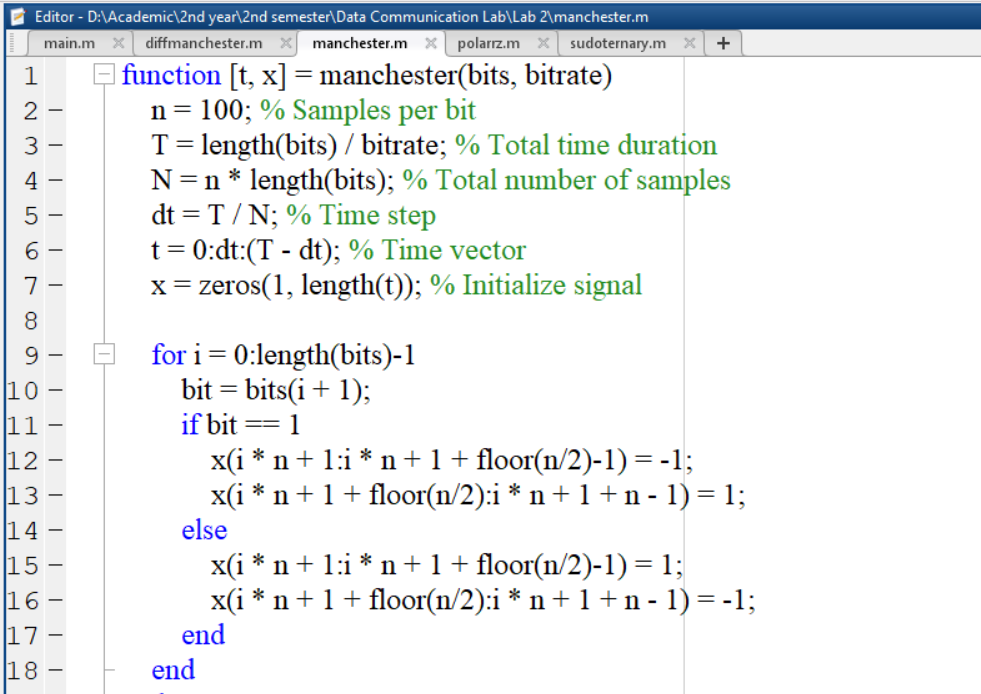 Editor - D:\Academic\2nd year\2nd semester\Data Communication Lab\Lab 2\manchester.m
main.m diffmanchester.m manchester.m polarrz.m sudoternary.m +
1 function [t, x] = manchester(bits, bitrate)
2 n = 100; % Samples per bit
3 T = length(bits) / bitrate; % Total time duration
4 N = n * length(bits); % Total number of samples
5 dt = T / N; % Time step
6 t = 0:dt:(T - dt); % Time vector
7 x = zeros(1, length(t)); % Initialize signal
8
9 for i = 0:length(bits)-1
10 bit = bits(i + 1);
11 if bit == 1
12 x(i * n + 1:i * n + 1 + floor(n/2)-1) = -1;
13 x(i * n + 1 + floor(n/2):i * n + 1 + n - 1) = 1;
14 else
15 x(i * n + 1:i * n + 1 + floor(n/2)-1) = 1;
16 x(i * n + 1 + floor(n/2):i * n + 1 + n - 1) = -1;
17 end
18 end